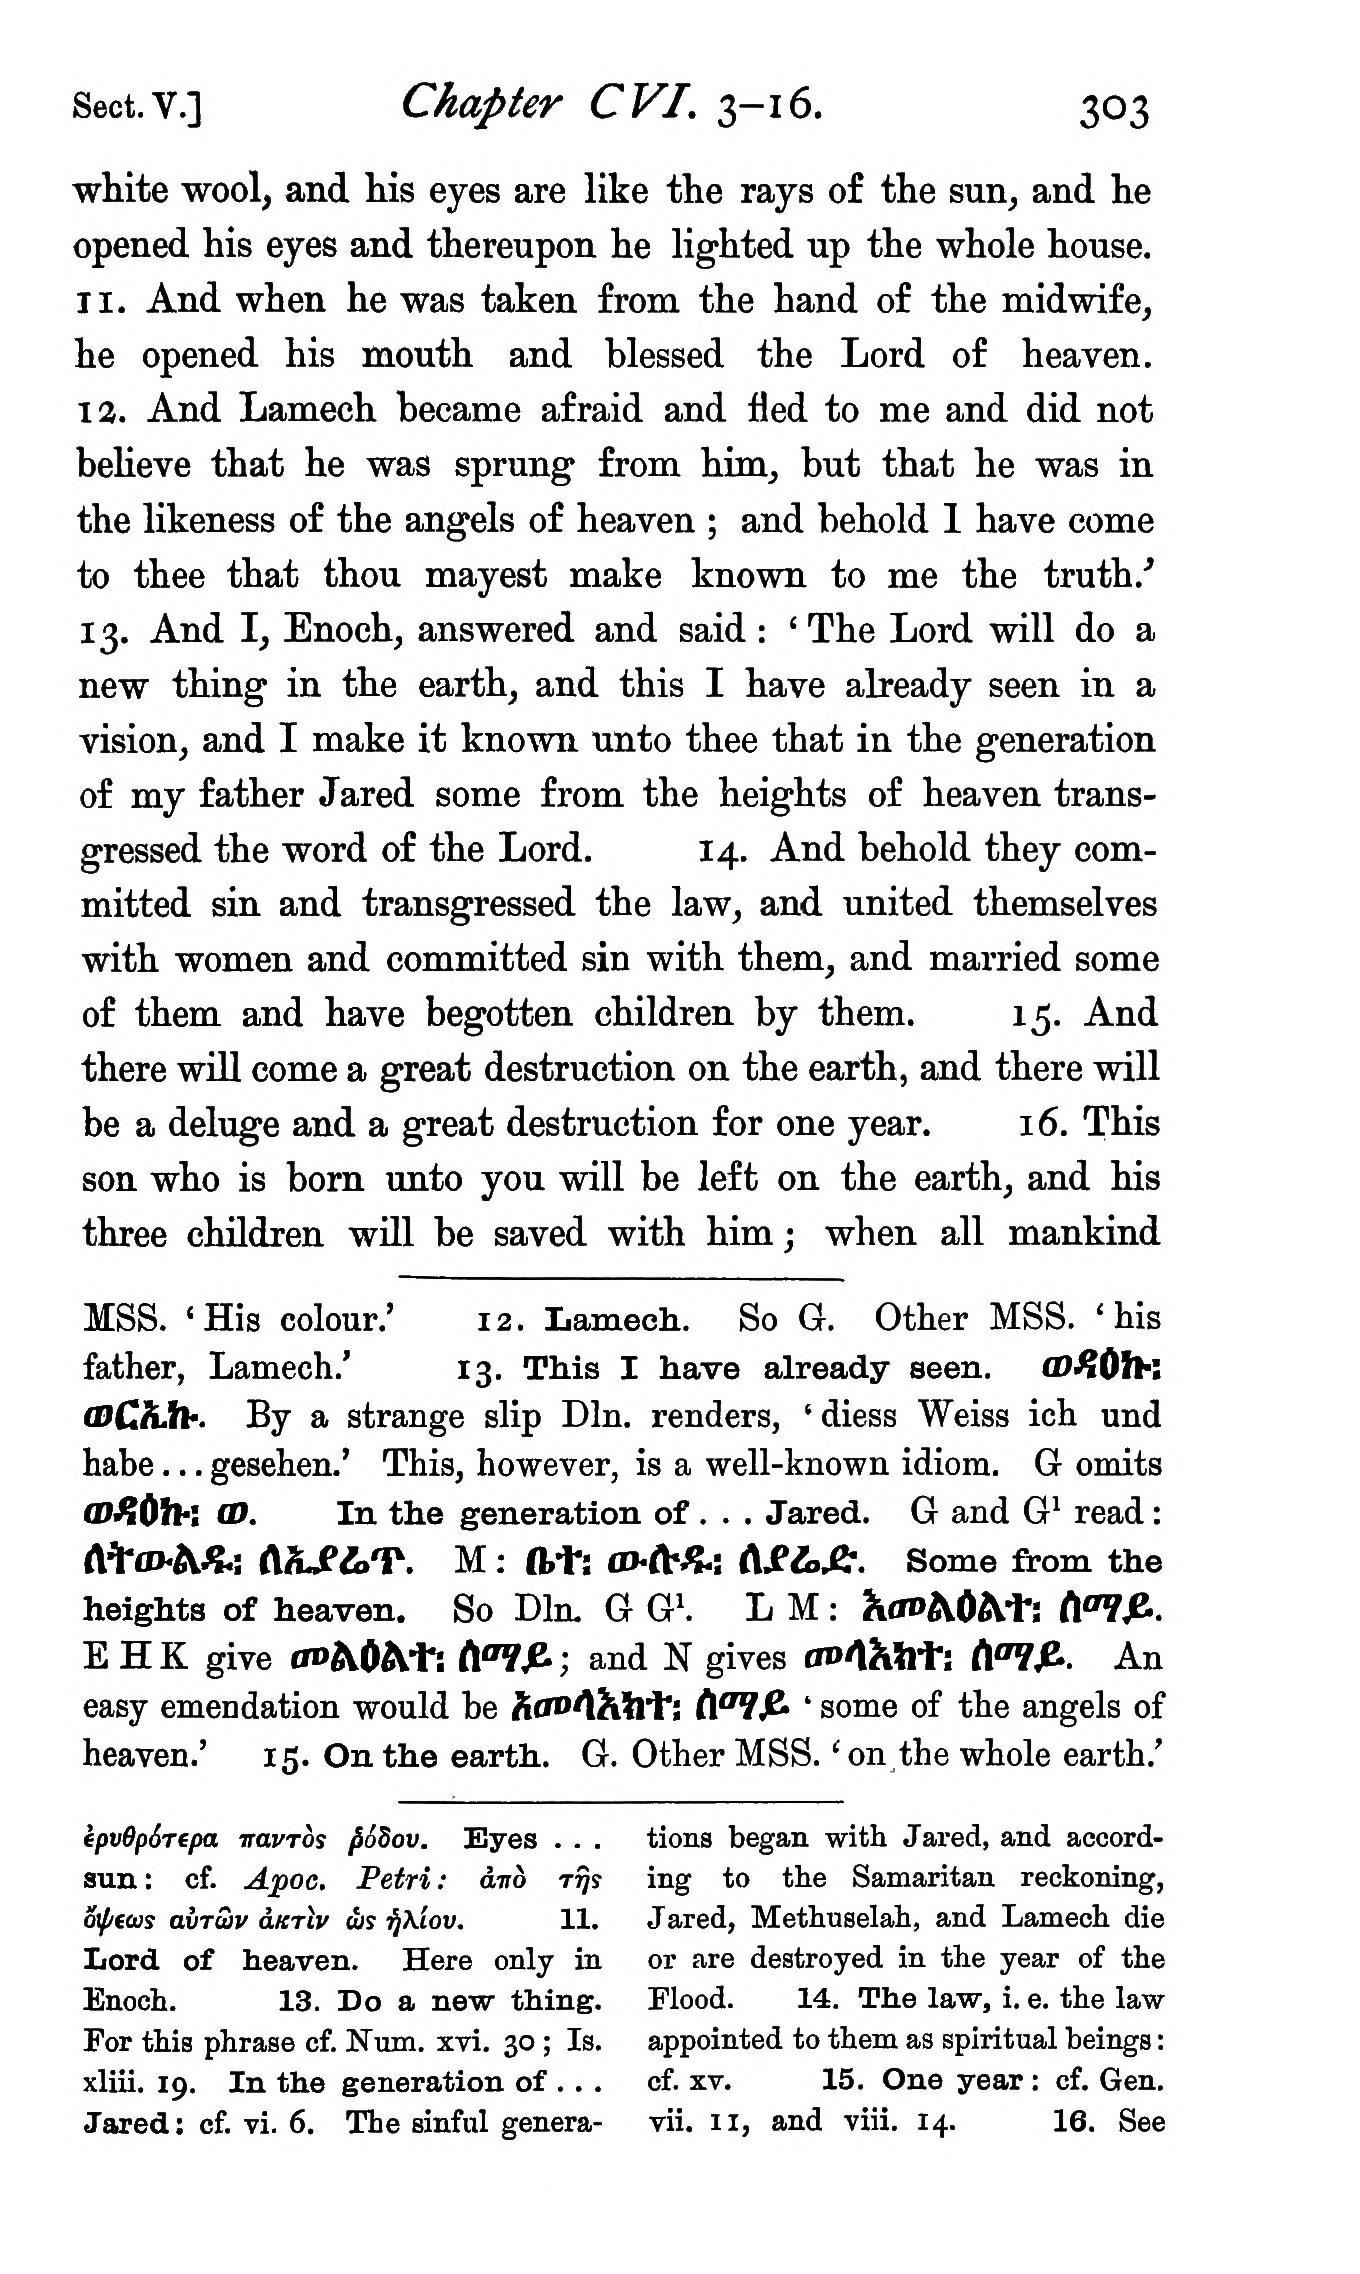 Sect. V.] Chapter CVI. 3–16. 303
white wool, and his eyes are like the rays of the sun, and he
opened his eyes and thereupon he lighted up the whole house.
11. And when he was taken from the hand of the midwife,
he opened his mouth and blessed the Lord of heaven.
12. And Lamech became afraid and fled to me and did not
believe that he was sprung from him, but that he was in
the likeness of the angels of heaven ; and behold I have come
to thee that thou mayest make known to me the truth.’
13. And I, Enoch, answered and said : ‘ The Lord will do a
new thing in the earth, and this I have already seen in a
vision, and I make it known unto thee that in the generation
of my father Jared some from the heights of heaven trans-
gressed the word of the Lord. 14. And behold they com-
mitted sin and transgressed the law, and united themselves
with women and committed sin with them, and married some
of them and have begotten children by them. 15. And
there will come a great destruction on the earth, and there will
be a deluge and a great destruction for one year. 16. This
son who is born unto you will be left on the earth, and his
three children will be saved with him ; when all mankind
MSS. ‘ His colour.’ 12. Lamech. So G. Other MSS. ‘ his
father, Lamech.’ 13. This I have already seen. ወዳዕኩ፡
ወርኢኩ. By a strange slip Dln. renders, ‘ diess Weiss ich und
habe ... gesehen.’ This, however, is a well-known idiom. G omits
ወዳዕኩ፡ ወ. In the generation of . . . Jared. G and G¹ read :
ለትውልዱ፡ ለኢያሬጥ. M : ቤተ፡ ውሉዱ፡ ለያሬድ. Some from the
heights of heaven. So Dln. G G¹. L M : እመልዕልተ፡ ሰማይ.
E H K give መልዕልተ፡ ሰማይ ; and N gives መላእክተ፡ ሰማይ. An
easy emendation would be እመላእክተ፡ ሰማይ ‘ some of the angels of
heaven.’ 15. On the earth. G. Other MSS. ‘ on the whole earth.’
ἐρυθρότερα παντὸς ῥόδου. Eyes . . .
sun : cf. Apoc. Petri : ἀπὸ τῆς
ὄψεως αὐτῶν ἀκτὶν ὡς ἡλίου. 11.
Lord of heaven. Here only in
Enoch. 13. Do a new thing.
For this phrase cf. Num. xvi. 30 ; Is.
xliii. 19. In the generation of . . .
Jared : cf. vi. 6. The sinful genera-
tions began with Jared, and accord-
ing to the Samaritan reckoning,
Jared, Methuselah, and Lamech die
or are destroyed in the year of the
Flood. 14. The law, i. e. the law
appointed to them as spiritual beings :
cf. xv. 15. One year : cf. Gen.
vii. 11, and viii. 14. 16. See